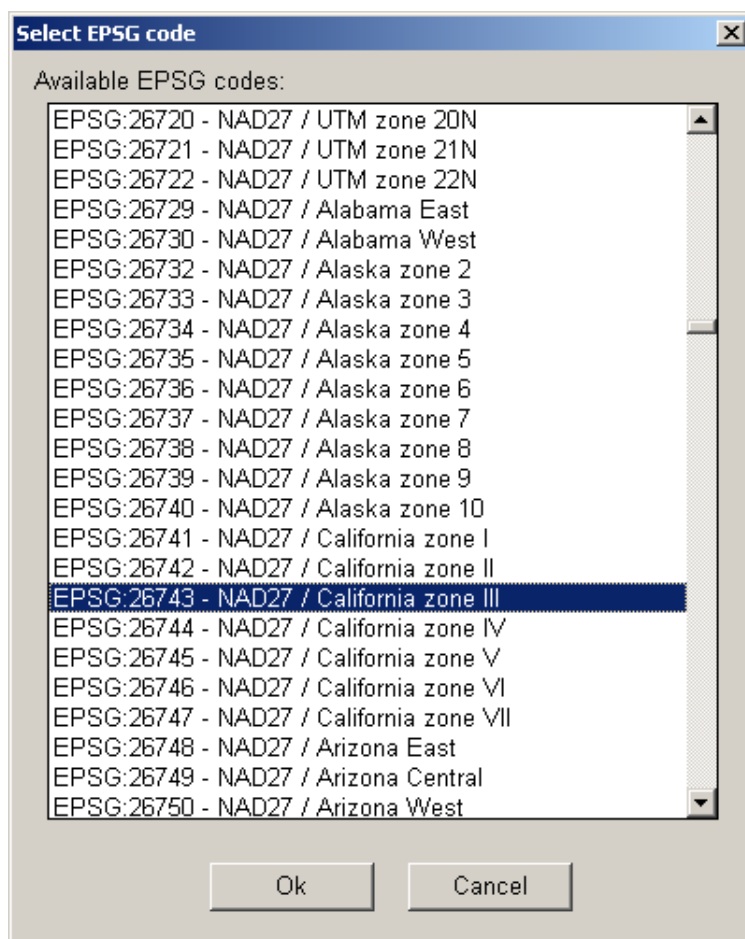 Select EPSG code
Available EPSG codes:
EPSG:26720 - NAD27 / UTM zone 20N
EPSG:26721 - NAD27 / UTM zone 21N
EPSG:26722 - NAD27 / UTM zone 22N
EPSG:26729 - NAD27 / Alabama East
EPSG:26730 - NAD27 / Alabama West
EPSG:26732 - NAD27 / Alaska zone 2
EPSG:26733 - NAD27 / Alaska zone 3
EPSG:26734 - NAD27 / Alaska zone 4
EPSG:26735 - NAD27 / Alaska zone 5
EPSG:26736 - NAD27 / Alaska zone 6
EPSG:26737 - NAD27 / Alaska zone 7
EPSG:26738 - NAD27 / Alaska zone 8
EPSG:26739 - NAD27 / Alaska zone 9
EPSG:26740 - NAD27 / Alaska zone 10
EPSG:26741 - NAD27 / California zone I
EPSG:26742 - NAD27 / California zone II
EPSG:26743 - NAD27 / California zone III
EPSG:26744 - NAD27 / California zone IV
EPSG:26745 - NAD27 / California zone V
EPSG:26746 - NAD27 / California zone VI
EPSG:26747 - NAD27 / California zone VII
EPSG:26748 - NAD27 / Arizona East
EPSG:26749 - NAD27 / Arizona Central
EPSG:26750 - NAD27 / Arizona West
Ok Cancel